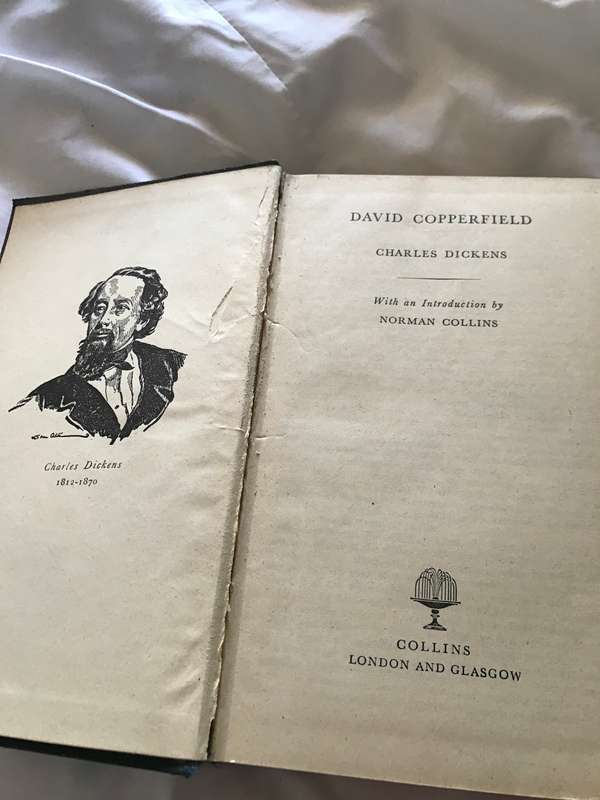 Charles Dickens
1812-1870
DAVID COPPERFIELD
CHARLES DICKENS
With an Introduction by
NORMAN COLLINS
COLLINS
LONDON AND GLASGOW